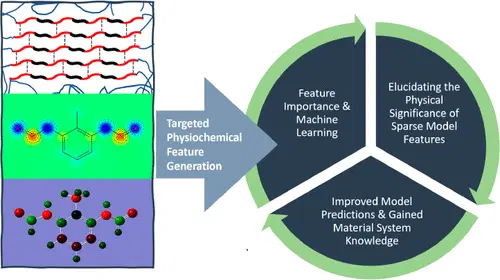 Targeted
Physiochemical
Feature
Generation
Feature
Importance &
Machine
Learning
Elucidating the
Physical
Significance of
Sparse Model
Features
Improved Model
Predictions & Gained
Material System
Knowledge